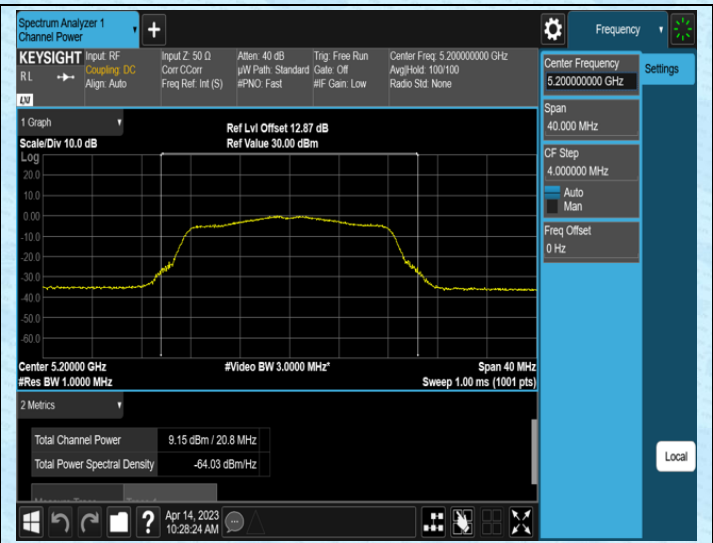 Spectrum Analyzer 1
Channel Power
Frequency
KEYSIGHT
RL
LXI
Input: RF
Coupling: DC
Align: Auto
Input Z: 50 Ω
Corr CCorr
Freq Ref: Int (S)
Atten: 40 dB
µW Path: Standard
#PNO: Fast
Trig: Free Run
Gate: Off
#IF Gain: Low
Center Freq: 5.200000000 GHz
Avg|Hold: 100/100
Radio Std: None
Center Frequency
5.200000000 GHz
Settings
Span
40.000 MHz
CF Step
4.000000 MHz
Auto
Man
Freq Offset
0 Hz
1 Graph
Scale/Div 10.0 dB
Ref Lvl Offset 12.87 dB
Ref Value 30.00 dBm
Log
20.0
10.0
0.00
-10.0
-20.0
-30.0
-40.0
-50.0
-60.0
Center 5.20000 GHz
#Video BW 3.0000 MHz*
Span 40 MHz
#Res BW 1.0000 MHz
Sweep 1.00 ms (1001 pts)
2 Metrics
Total Channel Power 9.15 dBm / 20.8 MHz
Total Power Spectral Density -64.03 dBm/Hz
Local
?
Apr 14, 2023
10:28:24 AM